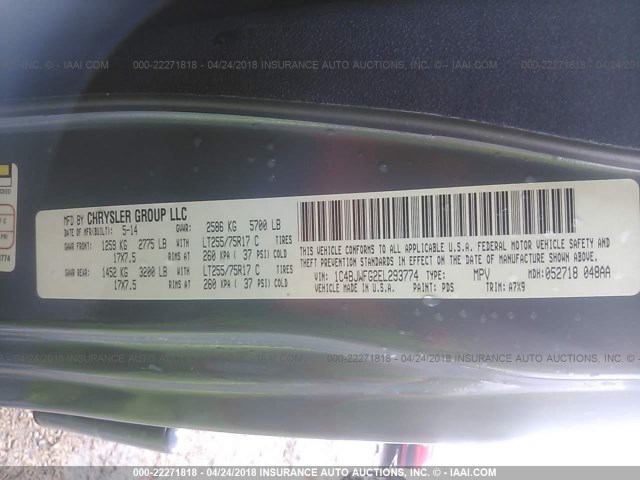 000-22271818 - 04/24/2018 INSURANCE AUTO AUCTIONS, INC. - © - IAAI.COM
MFD BY CHRYSLER GROUP LLC
DATE OF MFR(BUILT): 5-14 GVWR: 2586 KG 5700 LB
GAWR FRONT: 1259 KG 2775 LB WITH LT255/75R17 C TIRES
17X7.5 RIMS AT 260 KPA ( 37 PSI) COLD
GAWR REAR: 1452 KG 3200 LB WITH LT255/75R17 C TIRES
17X7.5 RIMS AT 260 KPA ( 37 PSI) COLD
THIS VEHICLE CONFORMS TO ALL APPLICABLE U.S.A. FEDERAL MOTOR VEHICLE SAFETY AND
THEFT PREVENTION STANDARDS IN EFFECT ON THE DATE OF MANUFACTURE SHOWN ABOVE.
VIN: 1C4BJWFG2EL293774 TYPE: MPV MDH: 052718 048AA
VEHICLE MADE IN U.S.A. PAINT: PDS TRIM: A7X9
3774
000-22271818 - 04/24/2018 INSURANCE AUTO AUCTIONS, INC. - © - IAAI.COM
000-22271818 - 04/24/2018 INSURANCE AUTO AUCTIONS, INC. - © - IAAI.COM